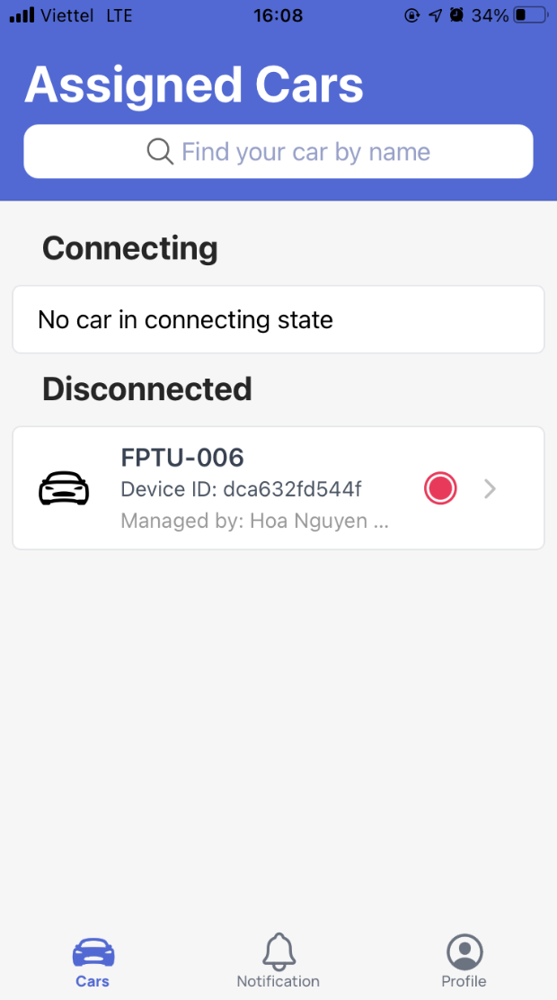 Viettel LTE 16:08 34%
Assigned Cars
Find your car by name
Connecting
No car in connecting state
Disconnected
FPTU-006
Device ID: dca632fd544f
Managed by: Hoa Nguyen ...
Cars Notification Profile